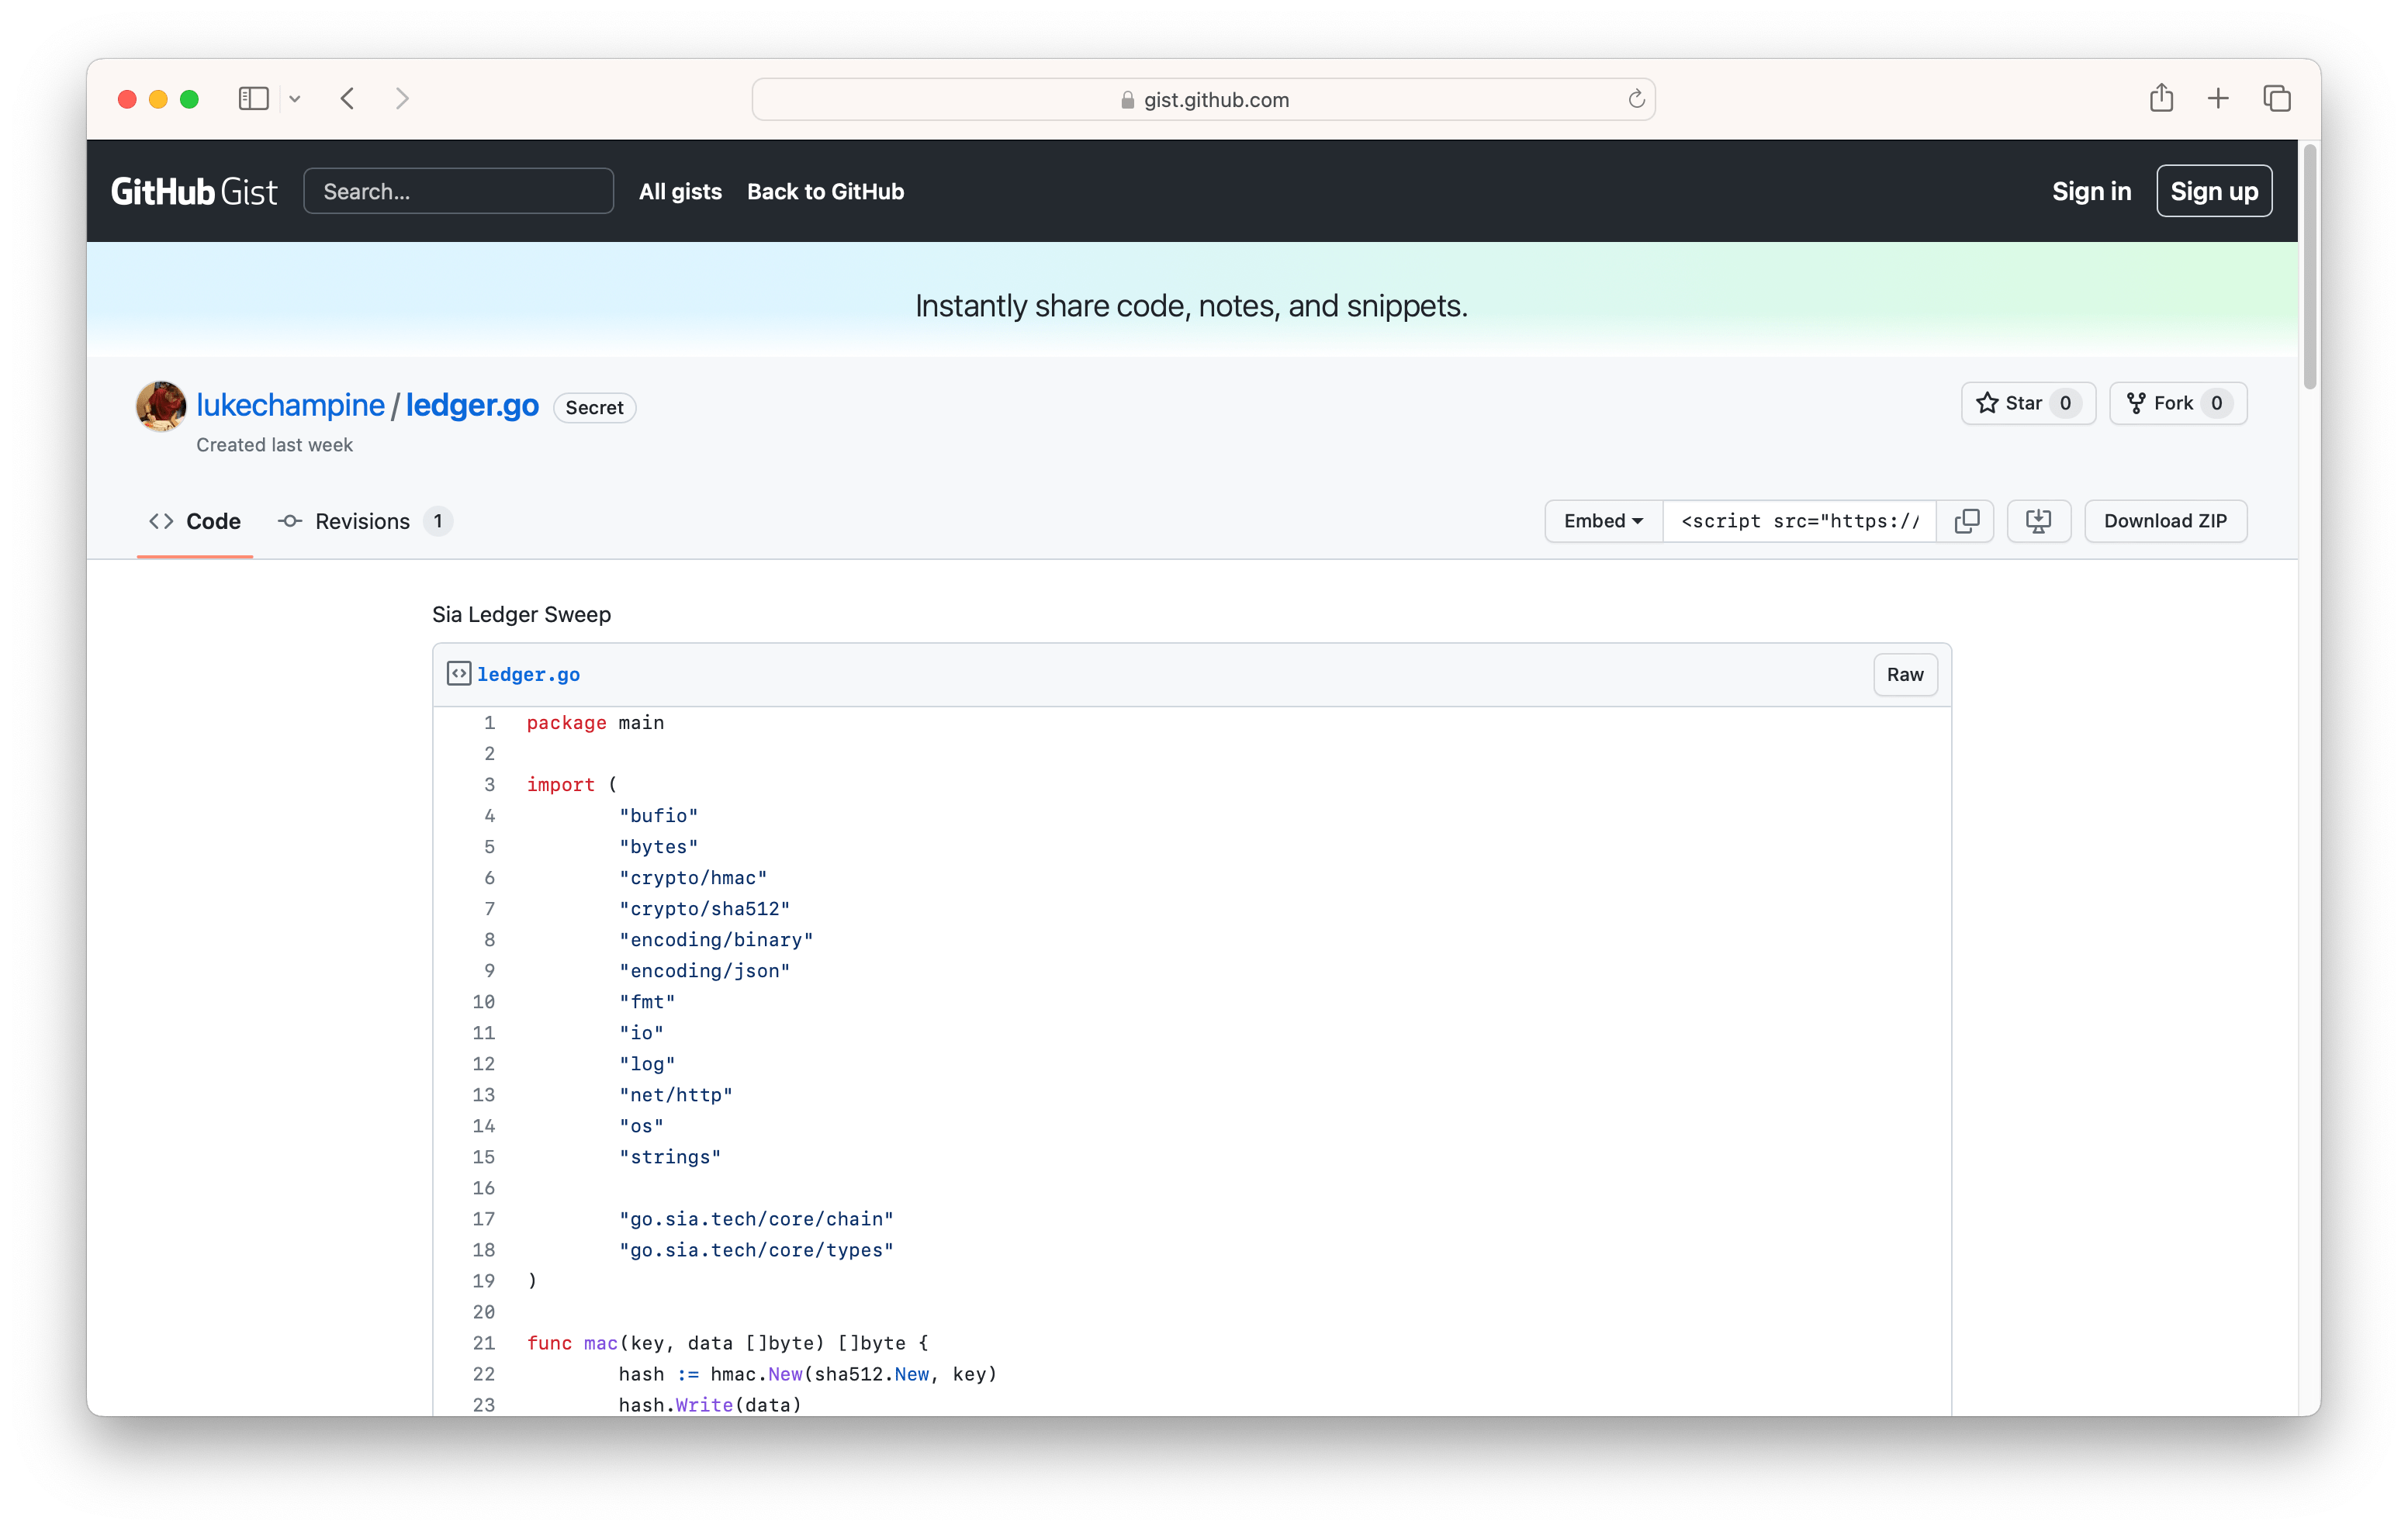 gist.github.com
GitHub Gist Search... All gists Back to GitHub Sign in Sign up
Instantly share code, notes, and snippets.
lukechampine / ledger.go Secret
Created last week
Star 0 Fork 0
Code Revisions 1
Embed <script src="https:// Download ZIP
Sia Ledger Sweep
ledger.go Raw
1 package main
2
3 import (
4 "bufio"
5 "bytes"
6 "crypto/hmac"
7 "crypto/sha512"
8 "encoding/binary"
9 "encoding/json"
10 "fmt"
11 "io"
12 "log"
13 "net/http"
14 "os"
15 "strings"
16
17 "go.sia.tech/core/chain"
18 "go.sia.tech/core/types"
19 )
20
21 func mac(key, data []byte) []byte {
22 hash := hmac.New(sha512.New, key)
23 hash.Write(data)